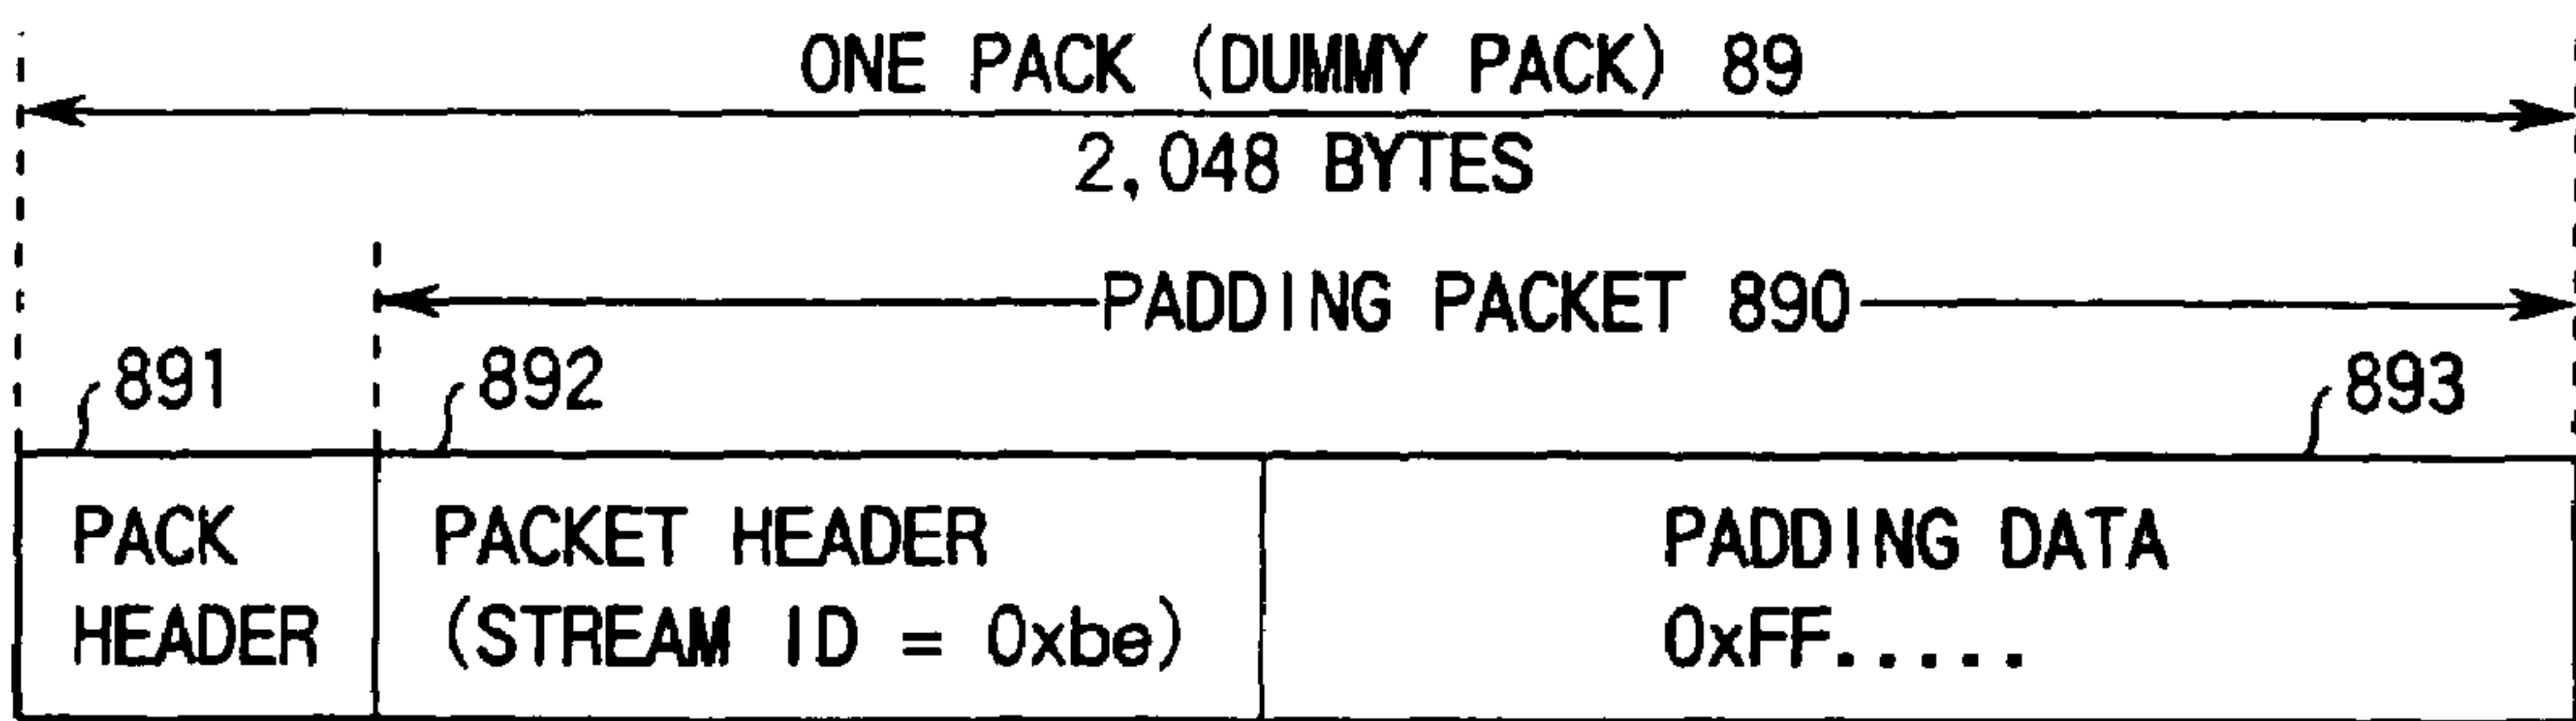 ONE PACK (DUMMY PACK) 89
2,048 BYTES
PADDING PACKET 890
891
892
893
PACK
HEADER
PACKET HEADER
(STREAM ID = 0xbe)
PADDING DATA
0xFF.....